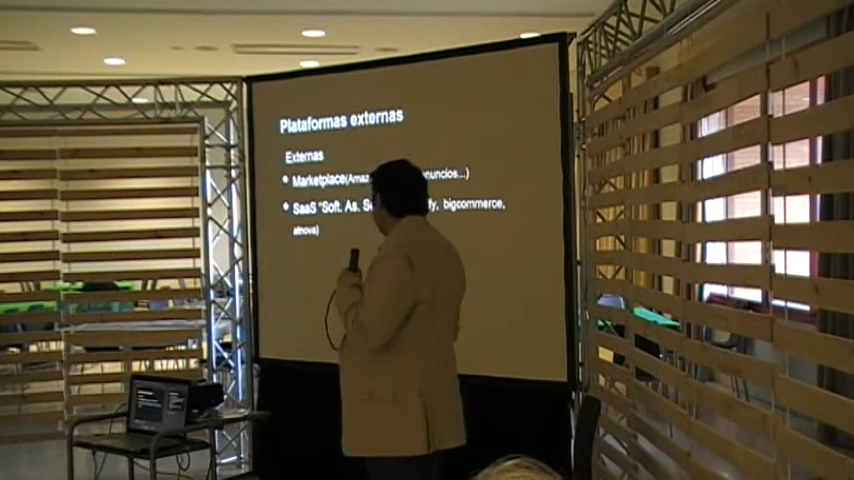 Plataformas externas
Externas
Marketplace(Amaz nuncios...)
SaaS "Soft. As. S fy, bigcommerce,
atnova)